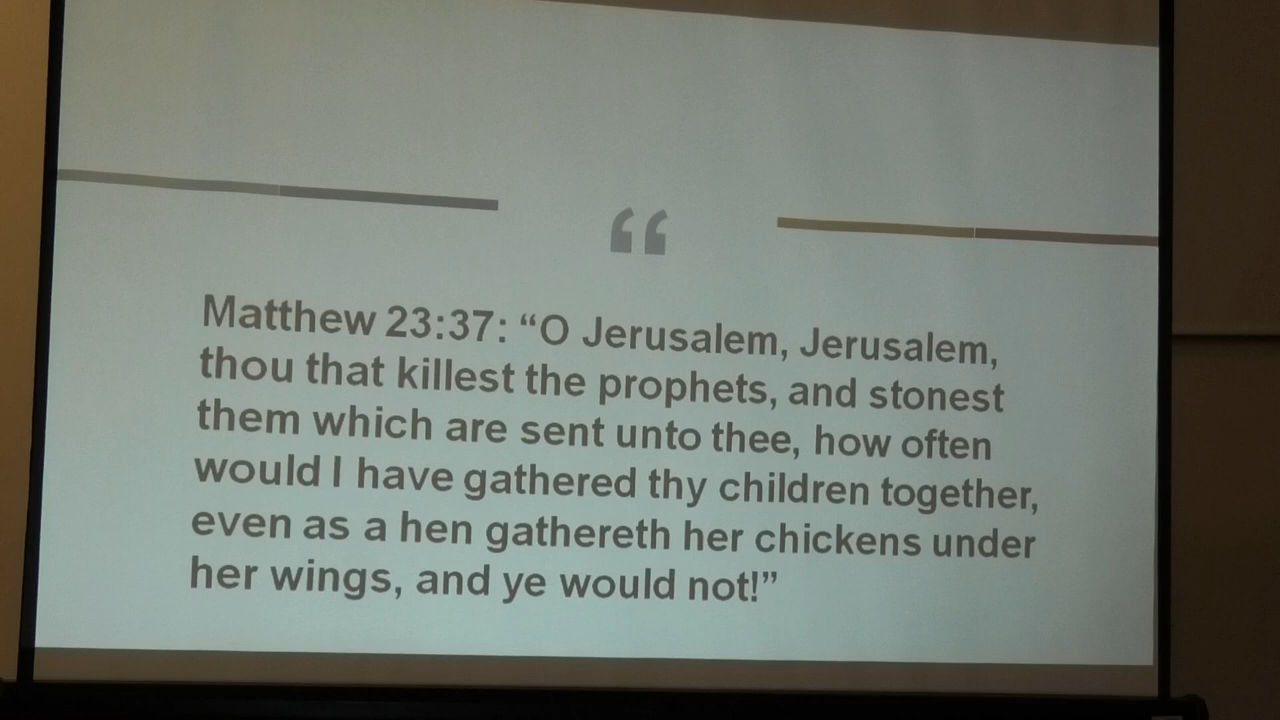 “
Matthew 23:37: “O Jerusalem, Jerusalem,
thou that killest the prophets, and stonest
them which are sent unto thee, how often
would I have gathered thy children together,
even as a hen gathereth her chickens under
her wings, and ye would not!”